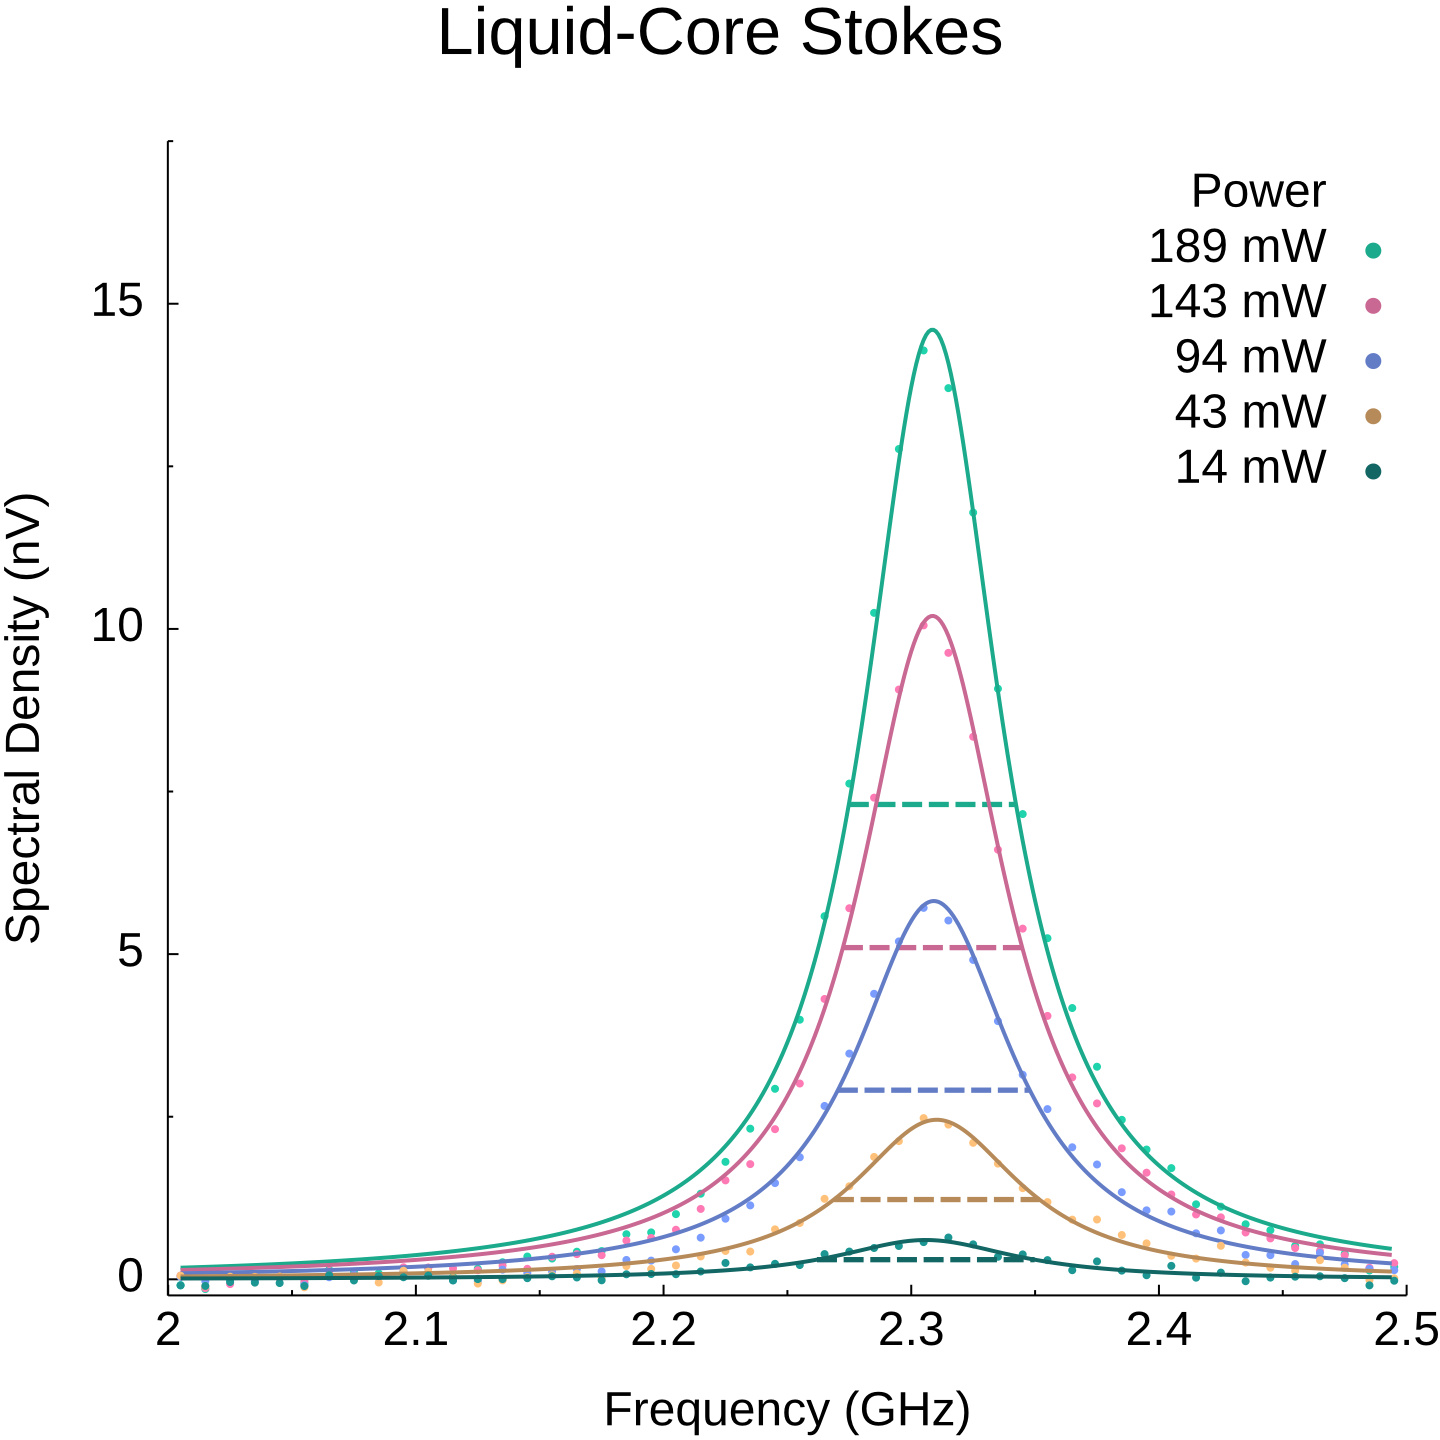 Liquid-Core Stokes
Power
189 mW
143 mW
94 mW
43 mW
14 mW
Spectral Density (nV)
15
10
5
0
2 2.1 2.2 2.3 2.4 2.5
Frequency (GHz)